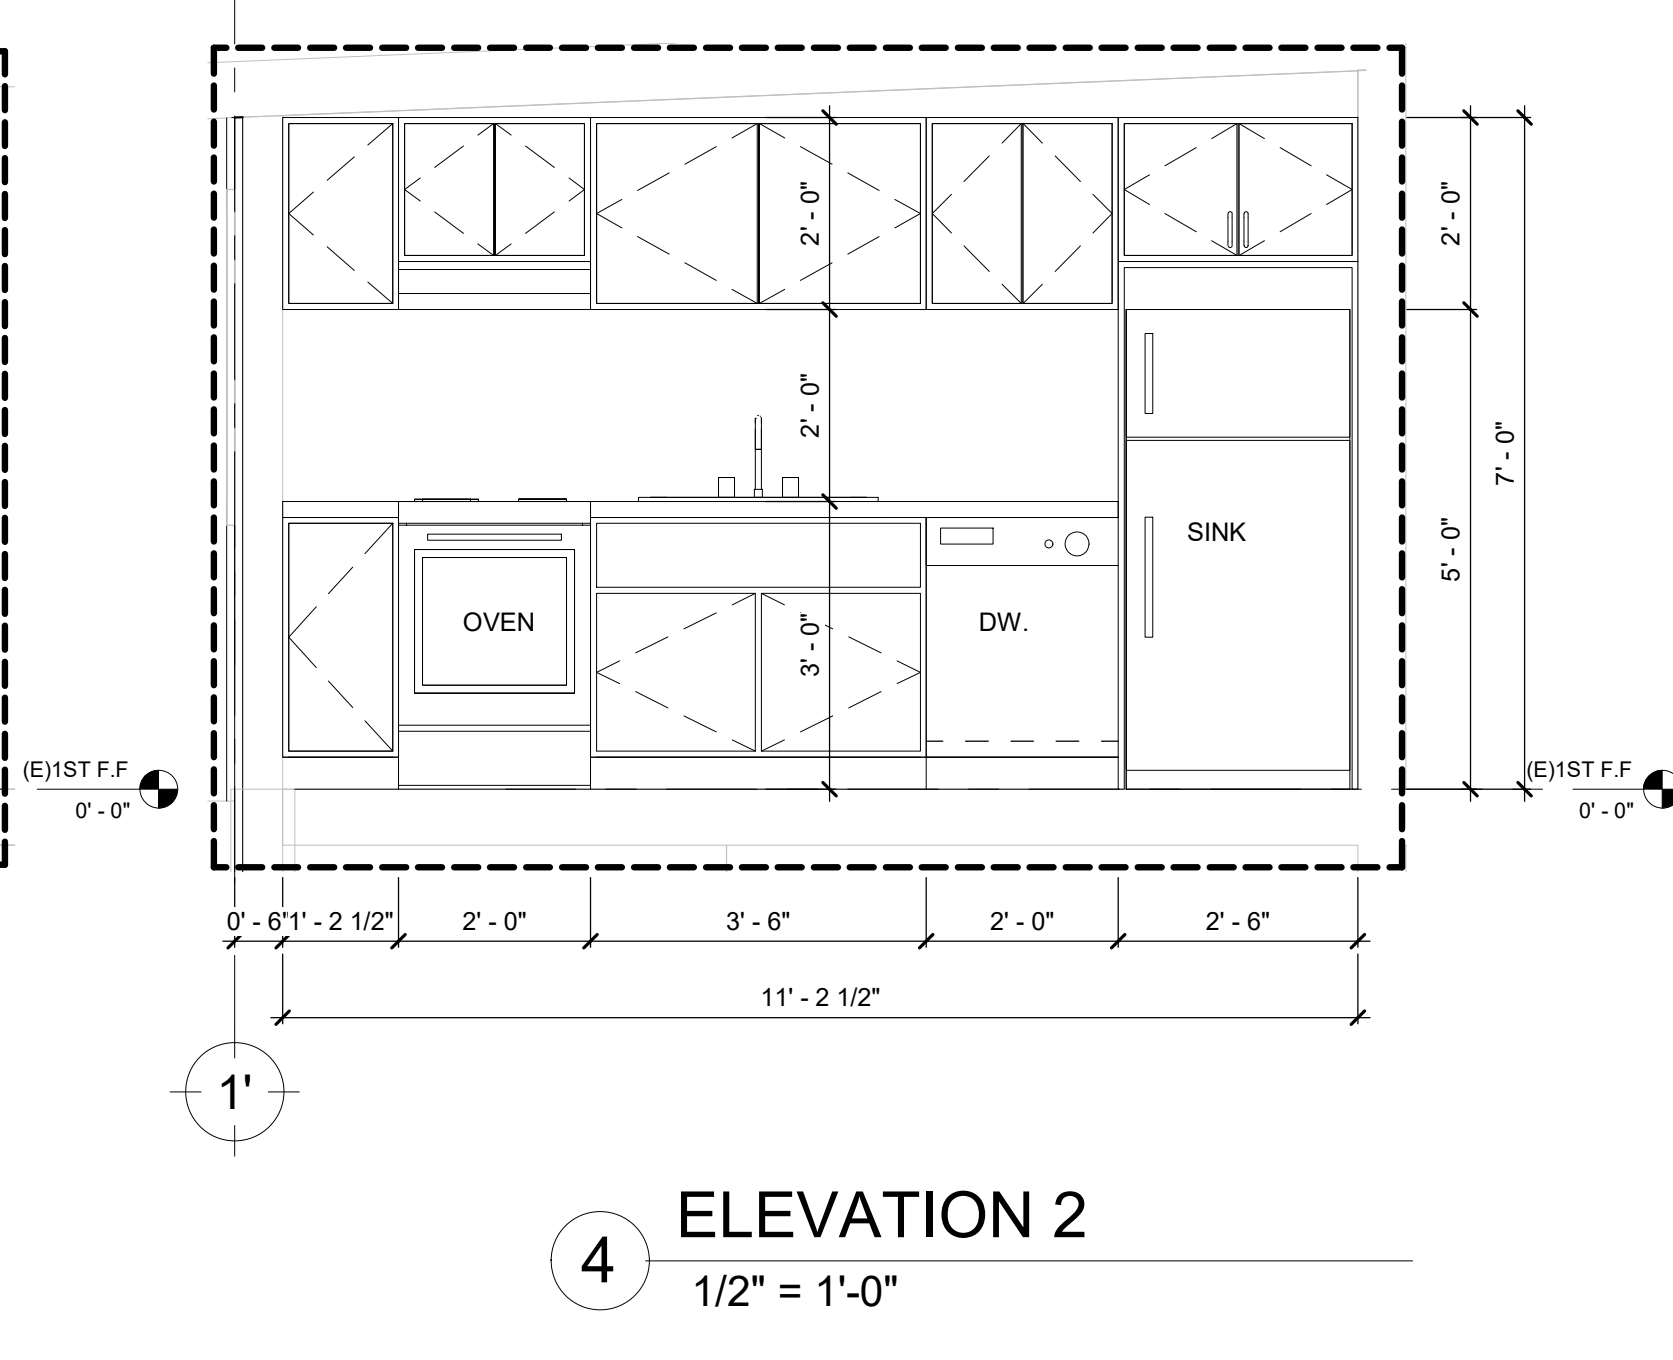 2' - 0"
2' - 0"
2' - 0"
7' - 0"
SINK
5' - 0"
OVEN
3' - 0"
DW.
(E)1ST F.F
0' - 0"
(E)1ST F.F
0' - 0"
0' - 6"
1' - 2 1/2"
2' - 0"
3' - 6"
2' - 0"
2' - 6"
11' - 2 1/2"
1'
4
ELEVATION 2
1/2" = 1'-0"